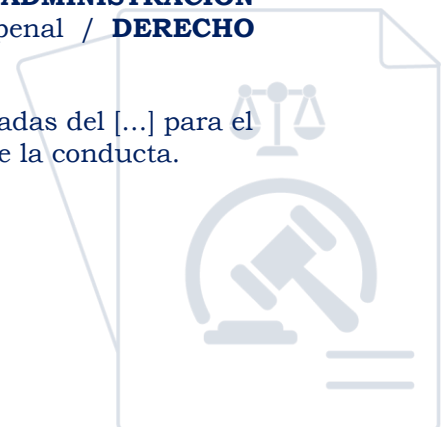 ADMINISTRACIÓN
penal / DERECHO
adas del […] para el
e la conducta.